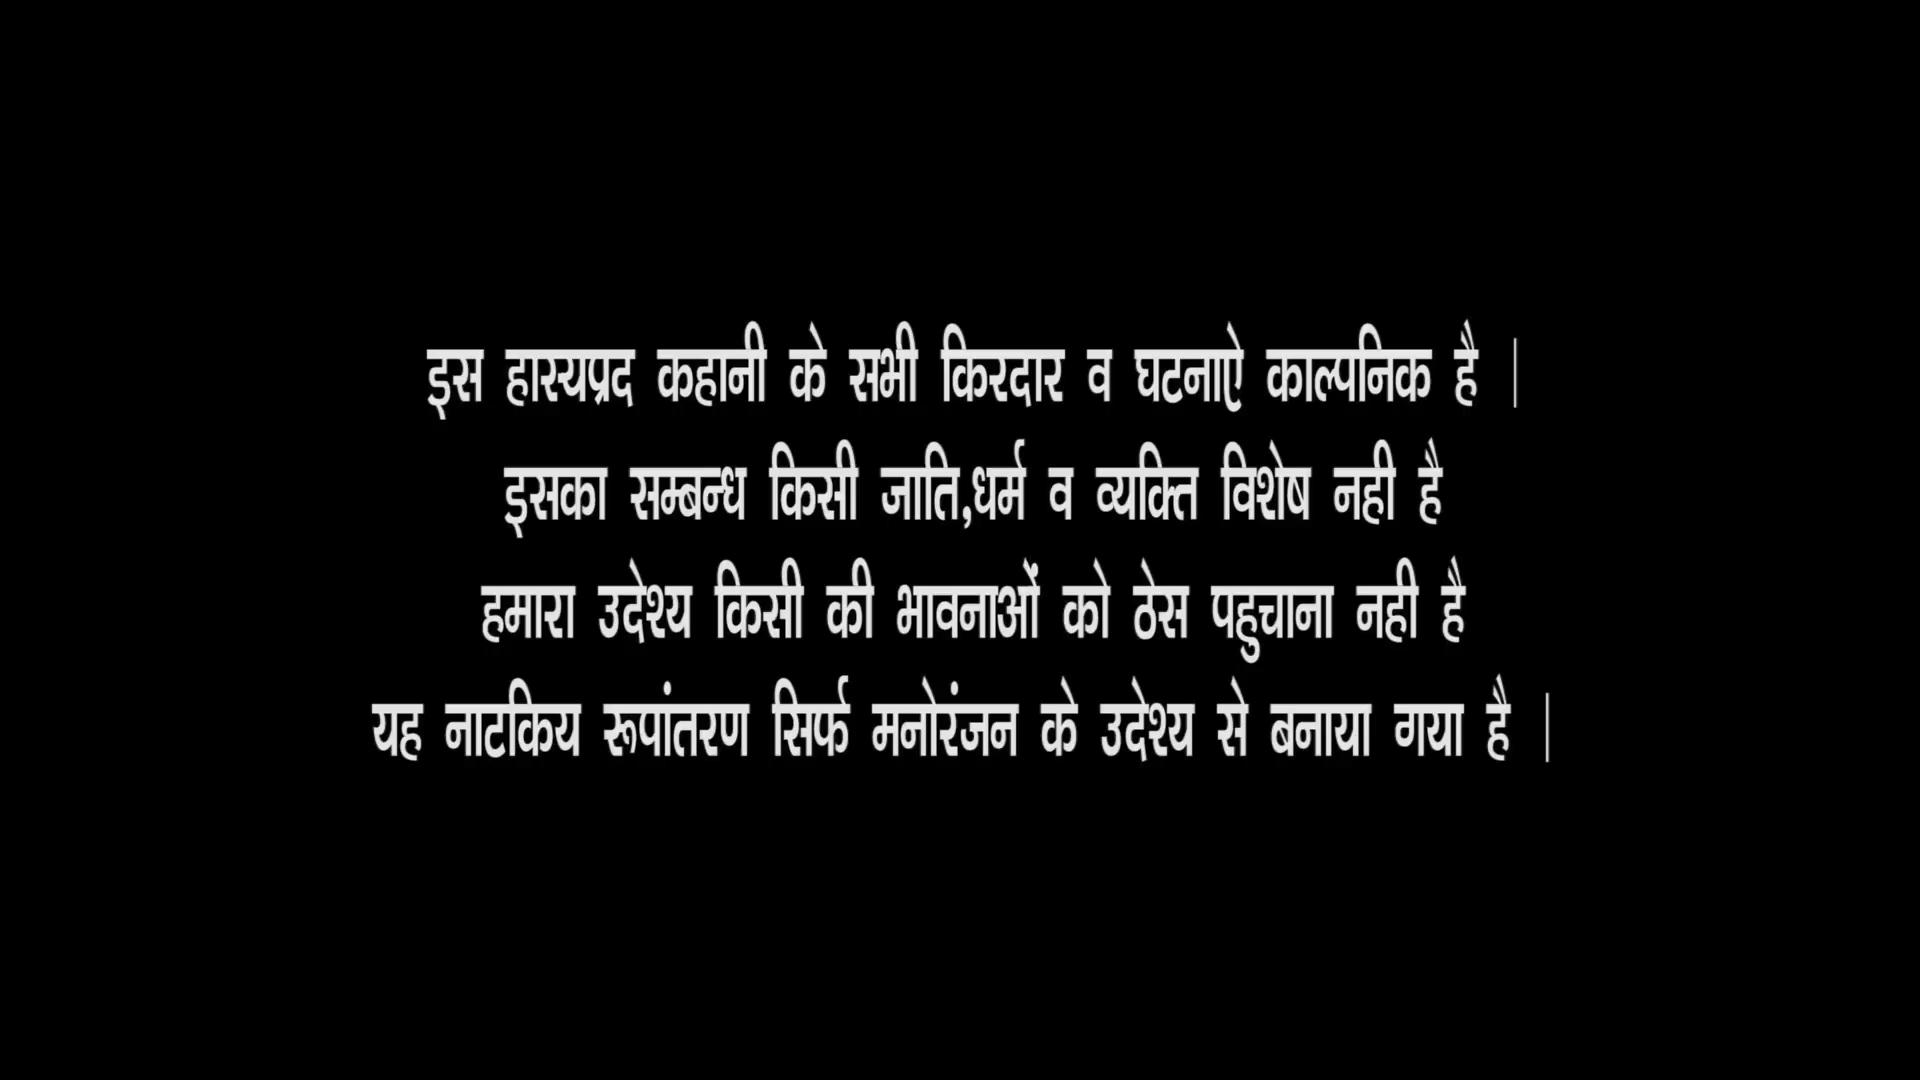 इस हास्यप्रद कहानी के सभी किरदार व घटनाऐ काल्पनिक है |
इसका सम्बन्ध किसी जाति,धर्म व व्यक्ति विशेष नही है
हमारा उदेश्य किसी की भावनाओं को ठेस पहुचाना नही है
यह नाटकिय रूपांतरण सिर्फ मनोरंजन के उदेश्य से बनाया गया है |